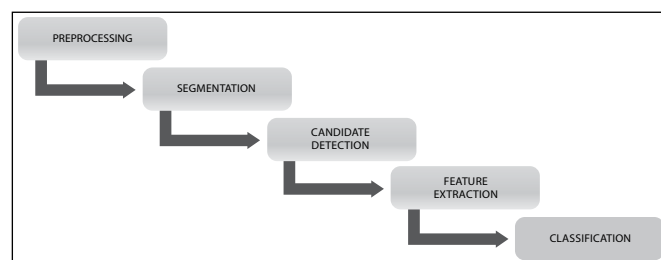 PREPROCESSING
SEGMENTATION
CANDIDATE
DETECTION
FEATURE
EXTRACTION
CLASSIFICATION